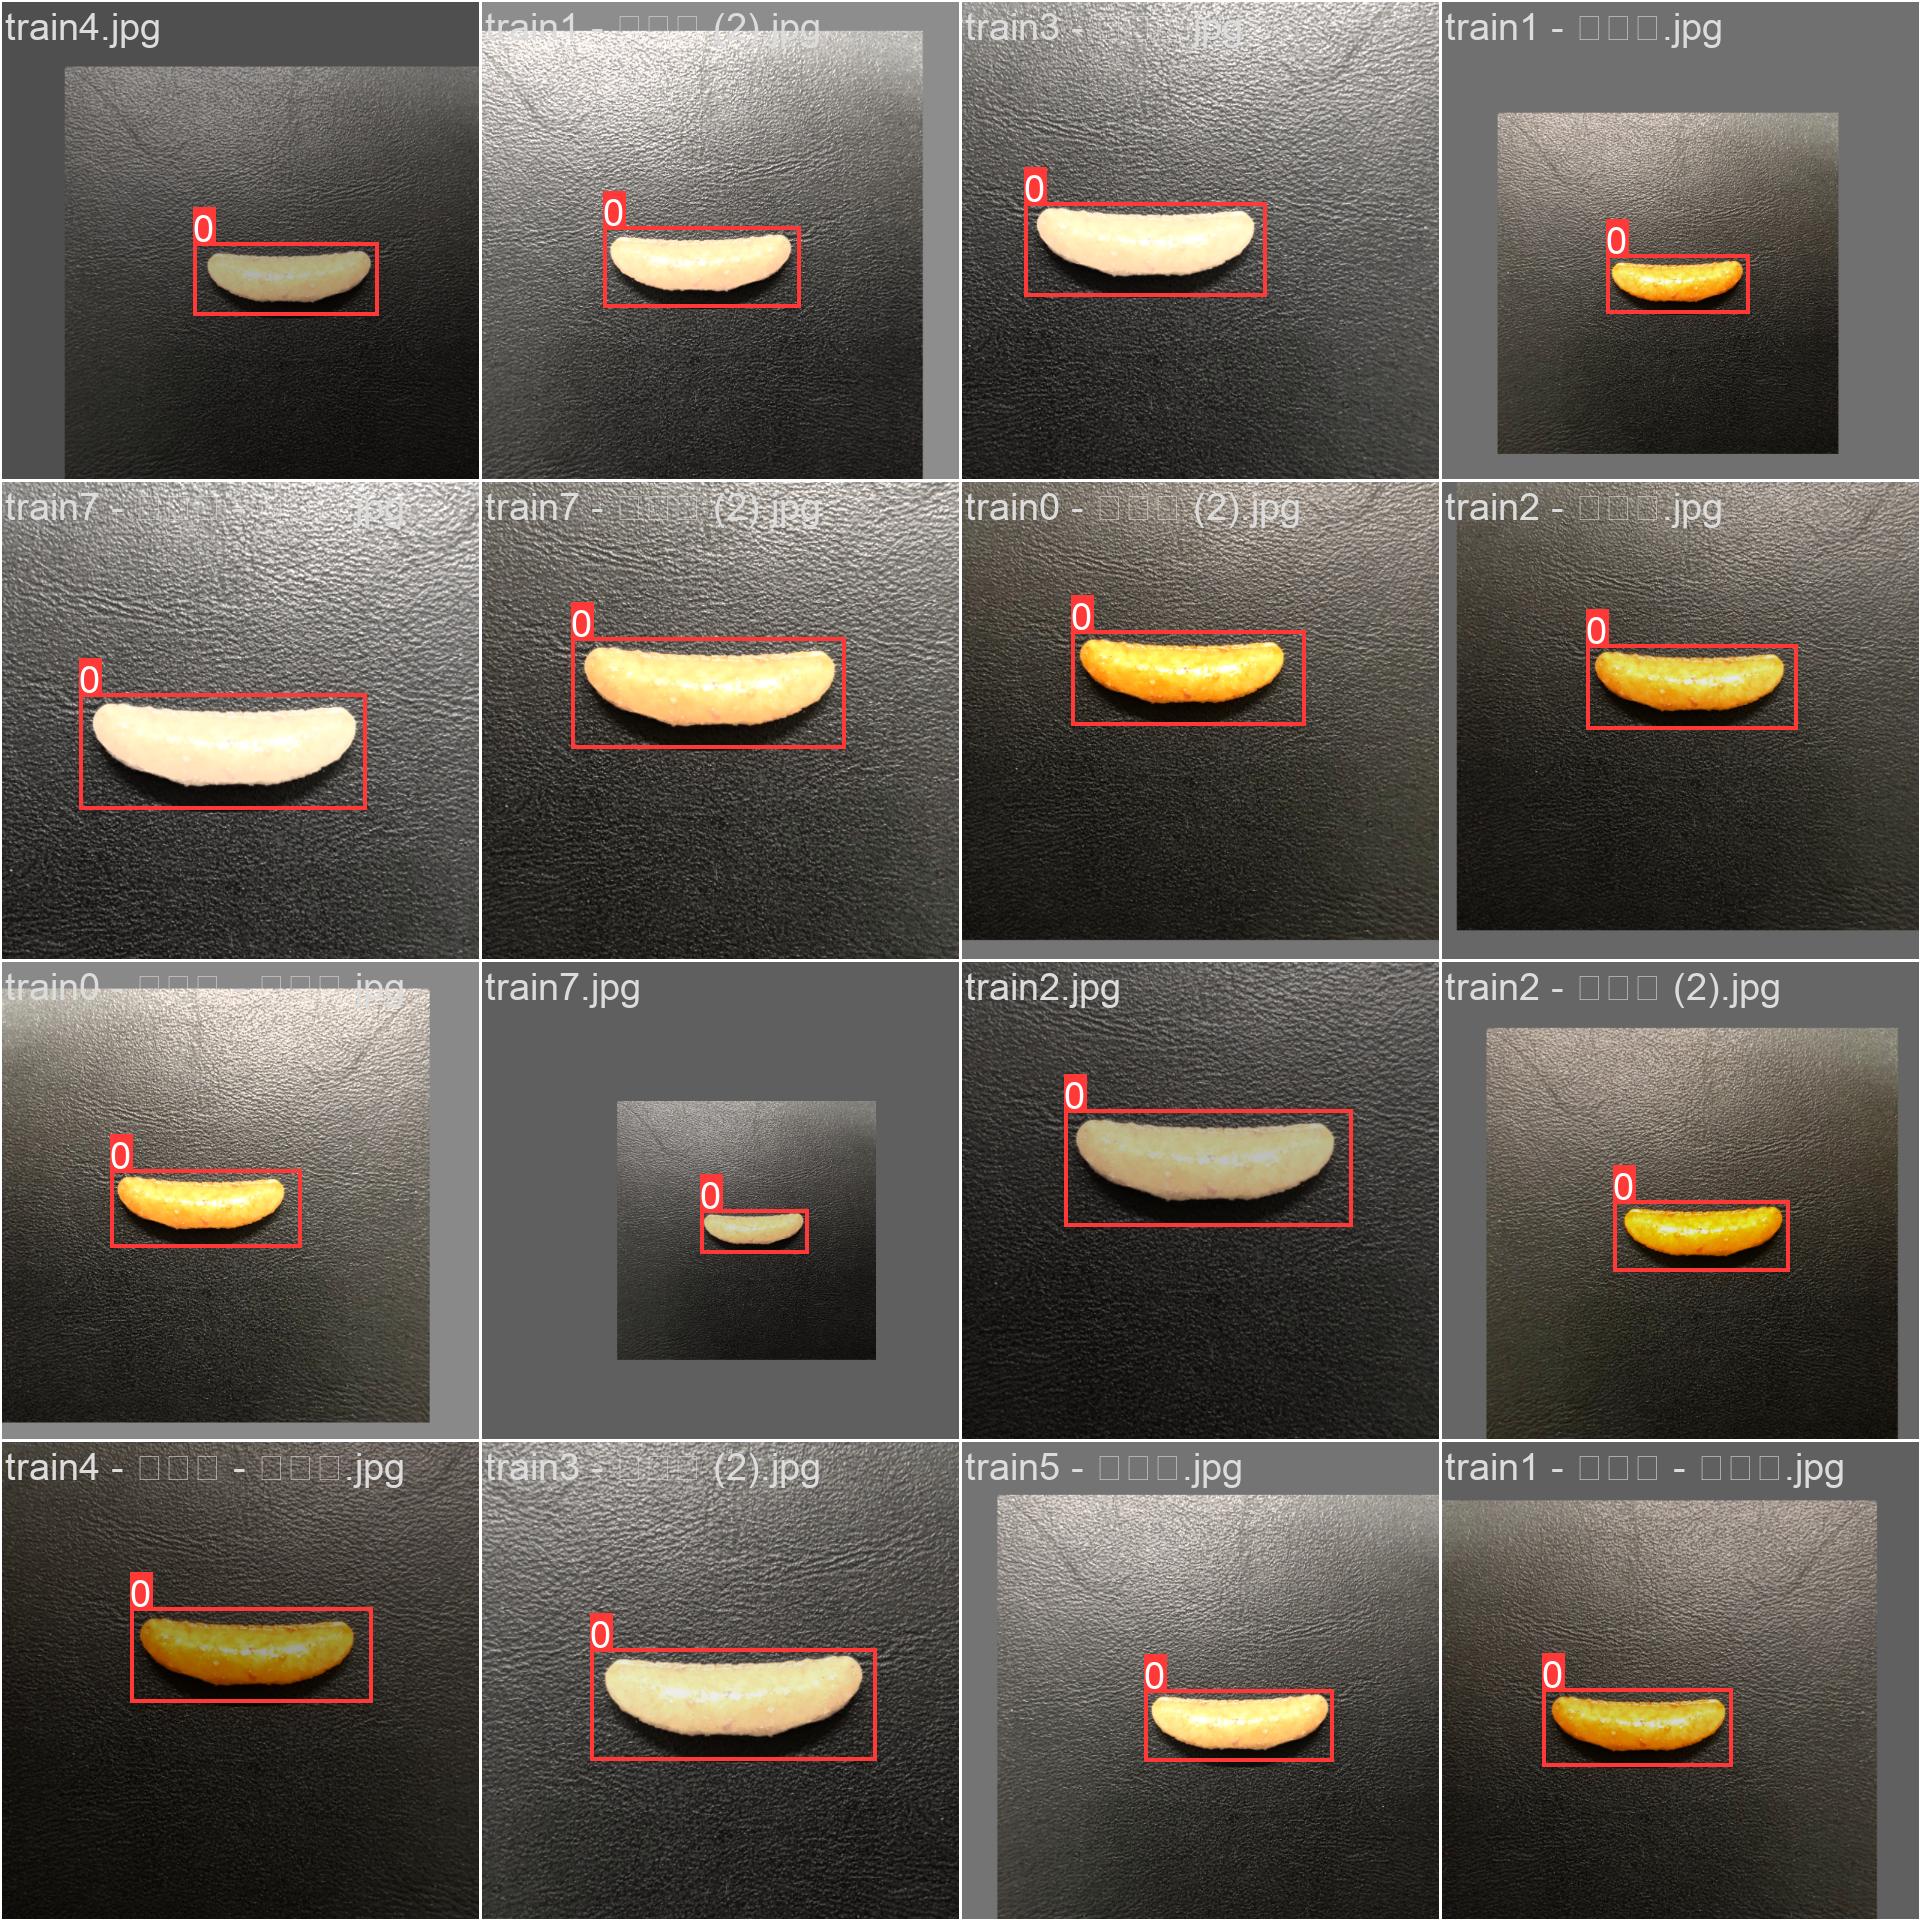 train4.jpg
train1 - □□□ (2).jpg
train3 - □□□.jpg
train1 - □□□.jpg
0
0
0
0
train7 - □□□ - □□□.jpg
train7 - □□□ (2).jpg
train0 - □□□ (2).jpg
train2 - □□□.jpg
0
0
0
0
train0 - □□□ - □□□.jpg
train7.jpg
train2.jpg
train2 - □□□ (2).jpg
0
0
0
0
train4 - □□□ - □□□.jpg
train3 - □□□ (2).jpg
train5 - □□□.jpg
train1 - □□□ - □□□.jpg
0
0
0
0